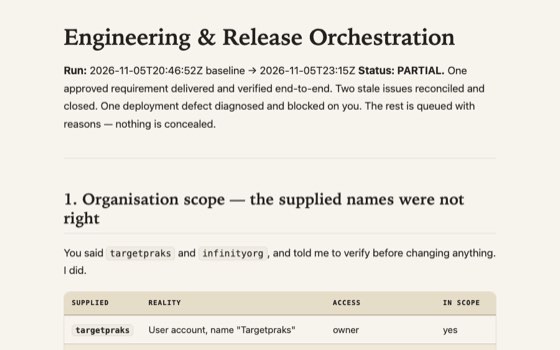 Engineering & Release Orchestration
Run: 2026-11-05T20:46:52Z baseline → 2026-11-05T23:15Z Status: PARTIAL. One
approved requirement delivered and verified end-to-end. Two stale issues reconciled and
closed. One deployment defect diagnosed and blocked on you. The rest is queued with
reasons — nothing is concealed.
1. Organisation scope — the supplied names were not
right
You said targetpraks and infinityorg, and told me to verify before changing anything.
I did.
SUPPLIED REALITY ACCESS IN SCOPE
targetpraks User account, name "Targetpraks" owner yes